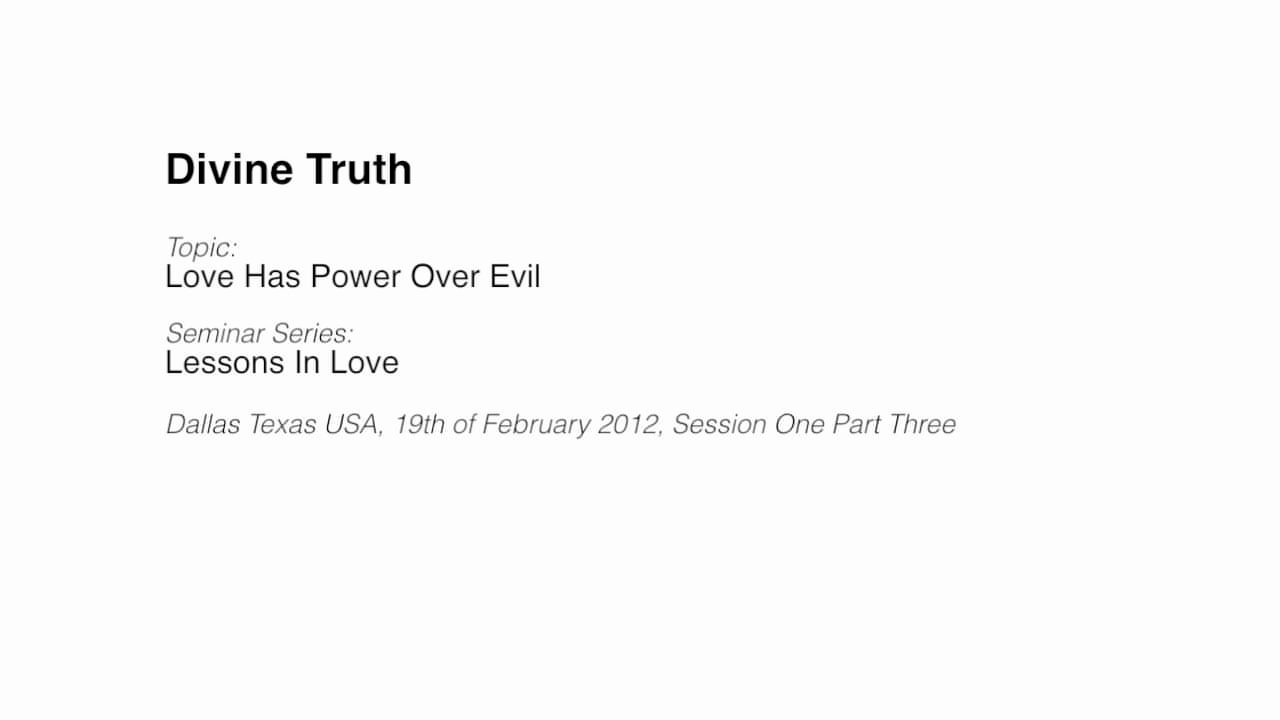 Divine Truth
Topic:
Love Has Power Over Evil
Seminar Series:
Lessons In Love
Dallas Texas USA, 19th of February 2012, Session One Part Three